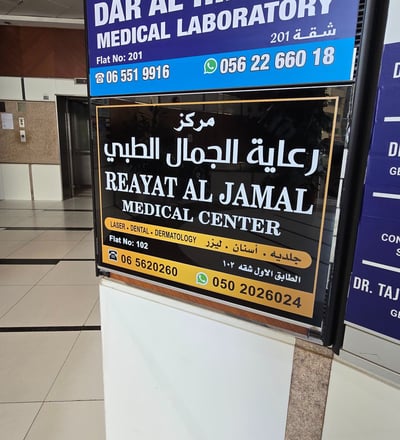 DAR AL
MEDICAL LABORATORY
Flat No: 201
شقة 201
06 551 9916
056 22 660 18
مركز
رعاية الجمال الطبي
REAYAT AL JAMAL
MEDICAL CENTER
LASER - DENTAL - DERMATOLOGY
جلديه . أسنان . ليزر
Flat No: 102
الطابق الاول شقه ١٠٢
06 5620260
050 2026024
DR. TAJ